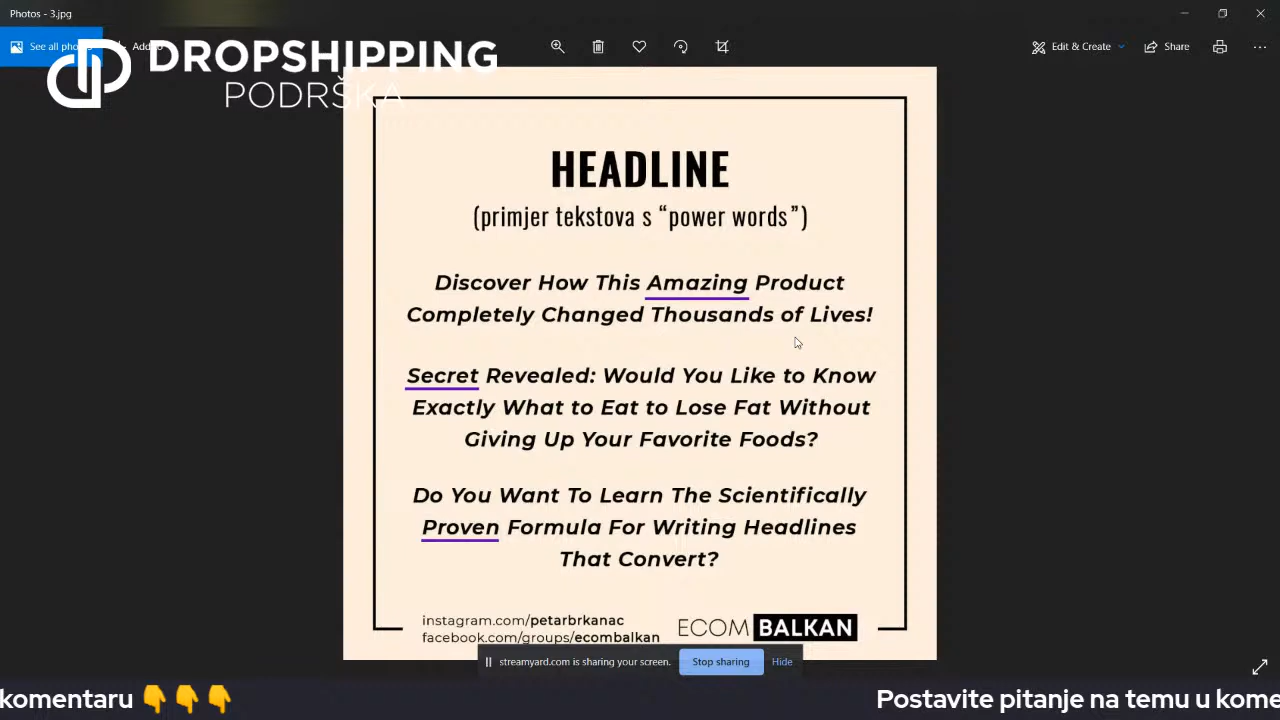 Photos - 3.jpg
See all photos
Add to
Edit & Create
Share
DROPSHIPPING
PODRŠKA
HEADLINE
(primjer tekstova s “power words”)
Discover How This Amazing Product
Completely Changed Thousands of Lives!
Secret Revealed: Would You Like to Know
Exactly What to Eat to Lose Fat Without
Giving Up Your Favorite Foods?
Do You Want To Learn The Scientifically
Proven Formula For Writing Headlines
That Convert?
instagram.com/petarbrkanac
facebook.com/groups/ecombalkan
ECOM BALKAN
streamyard.com is sharing your screen.
Stop sharing
Hide
komentaru 👇👇👇
Postavite pitanje na temu u kome